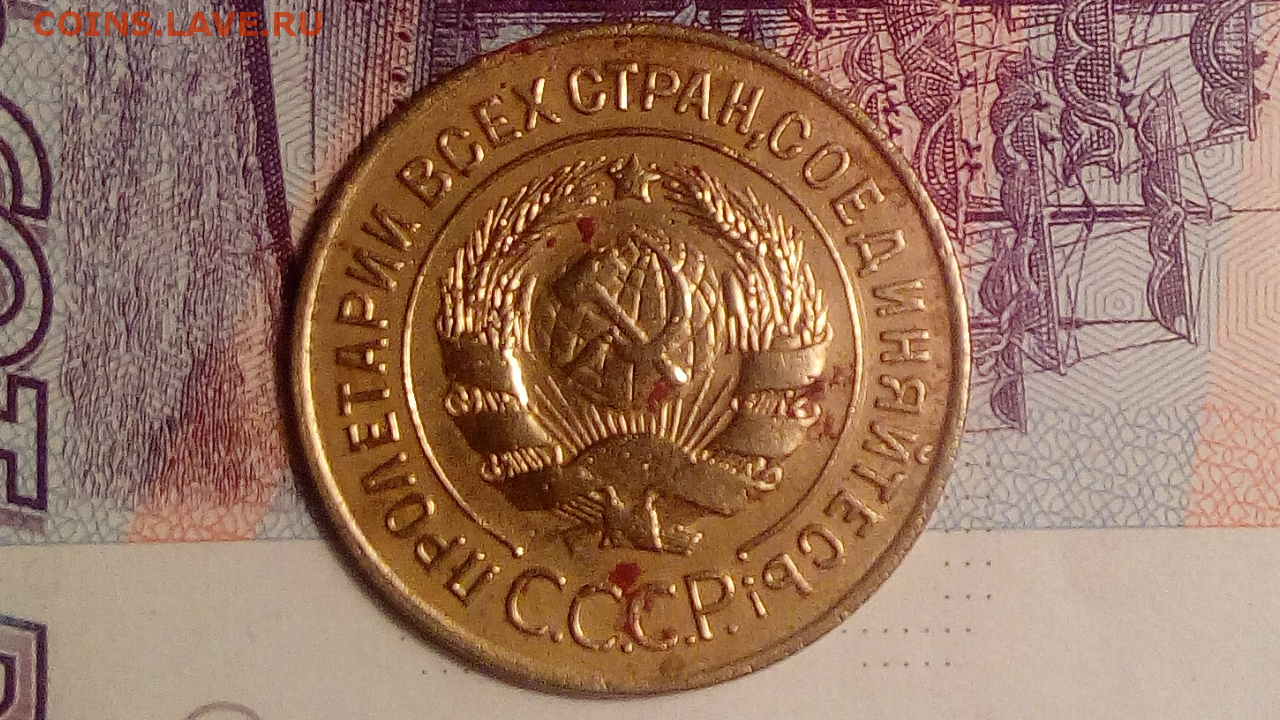 COINS.LAVE.RU
ПРОЛЕТАРИИ ВСЕХ СТРАН, СОЕДИНЯЙТЕСЬ!
С.С.С.Р.